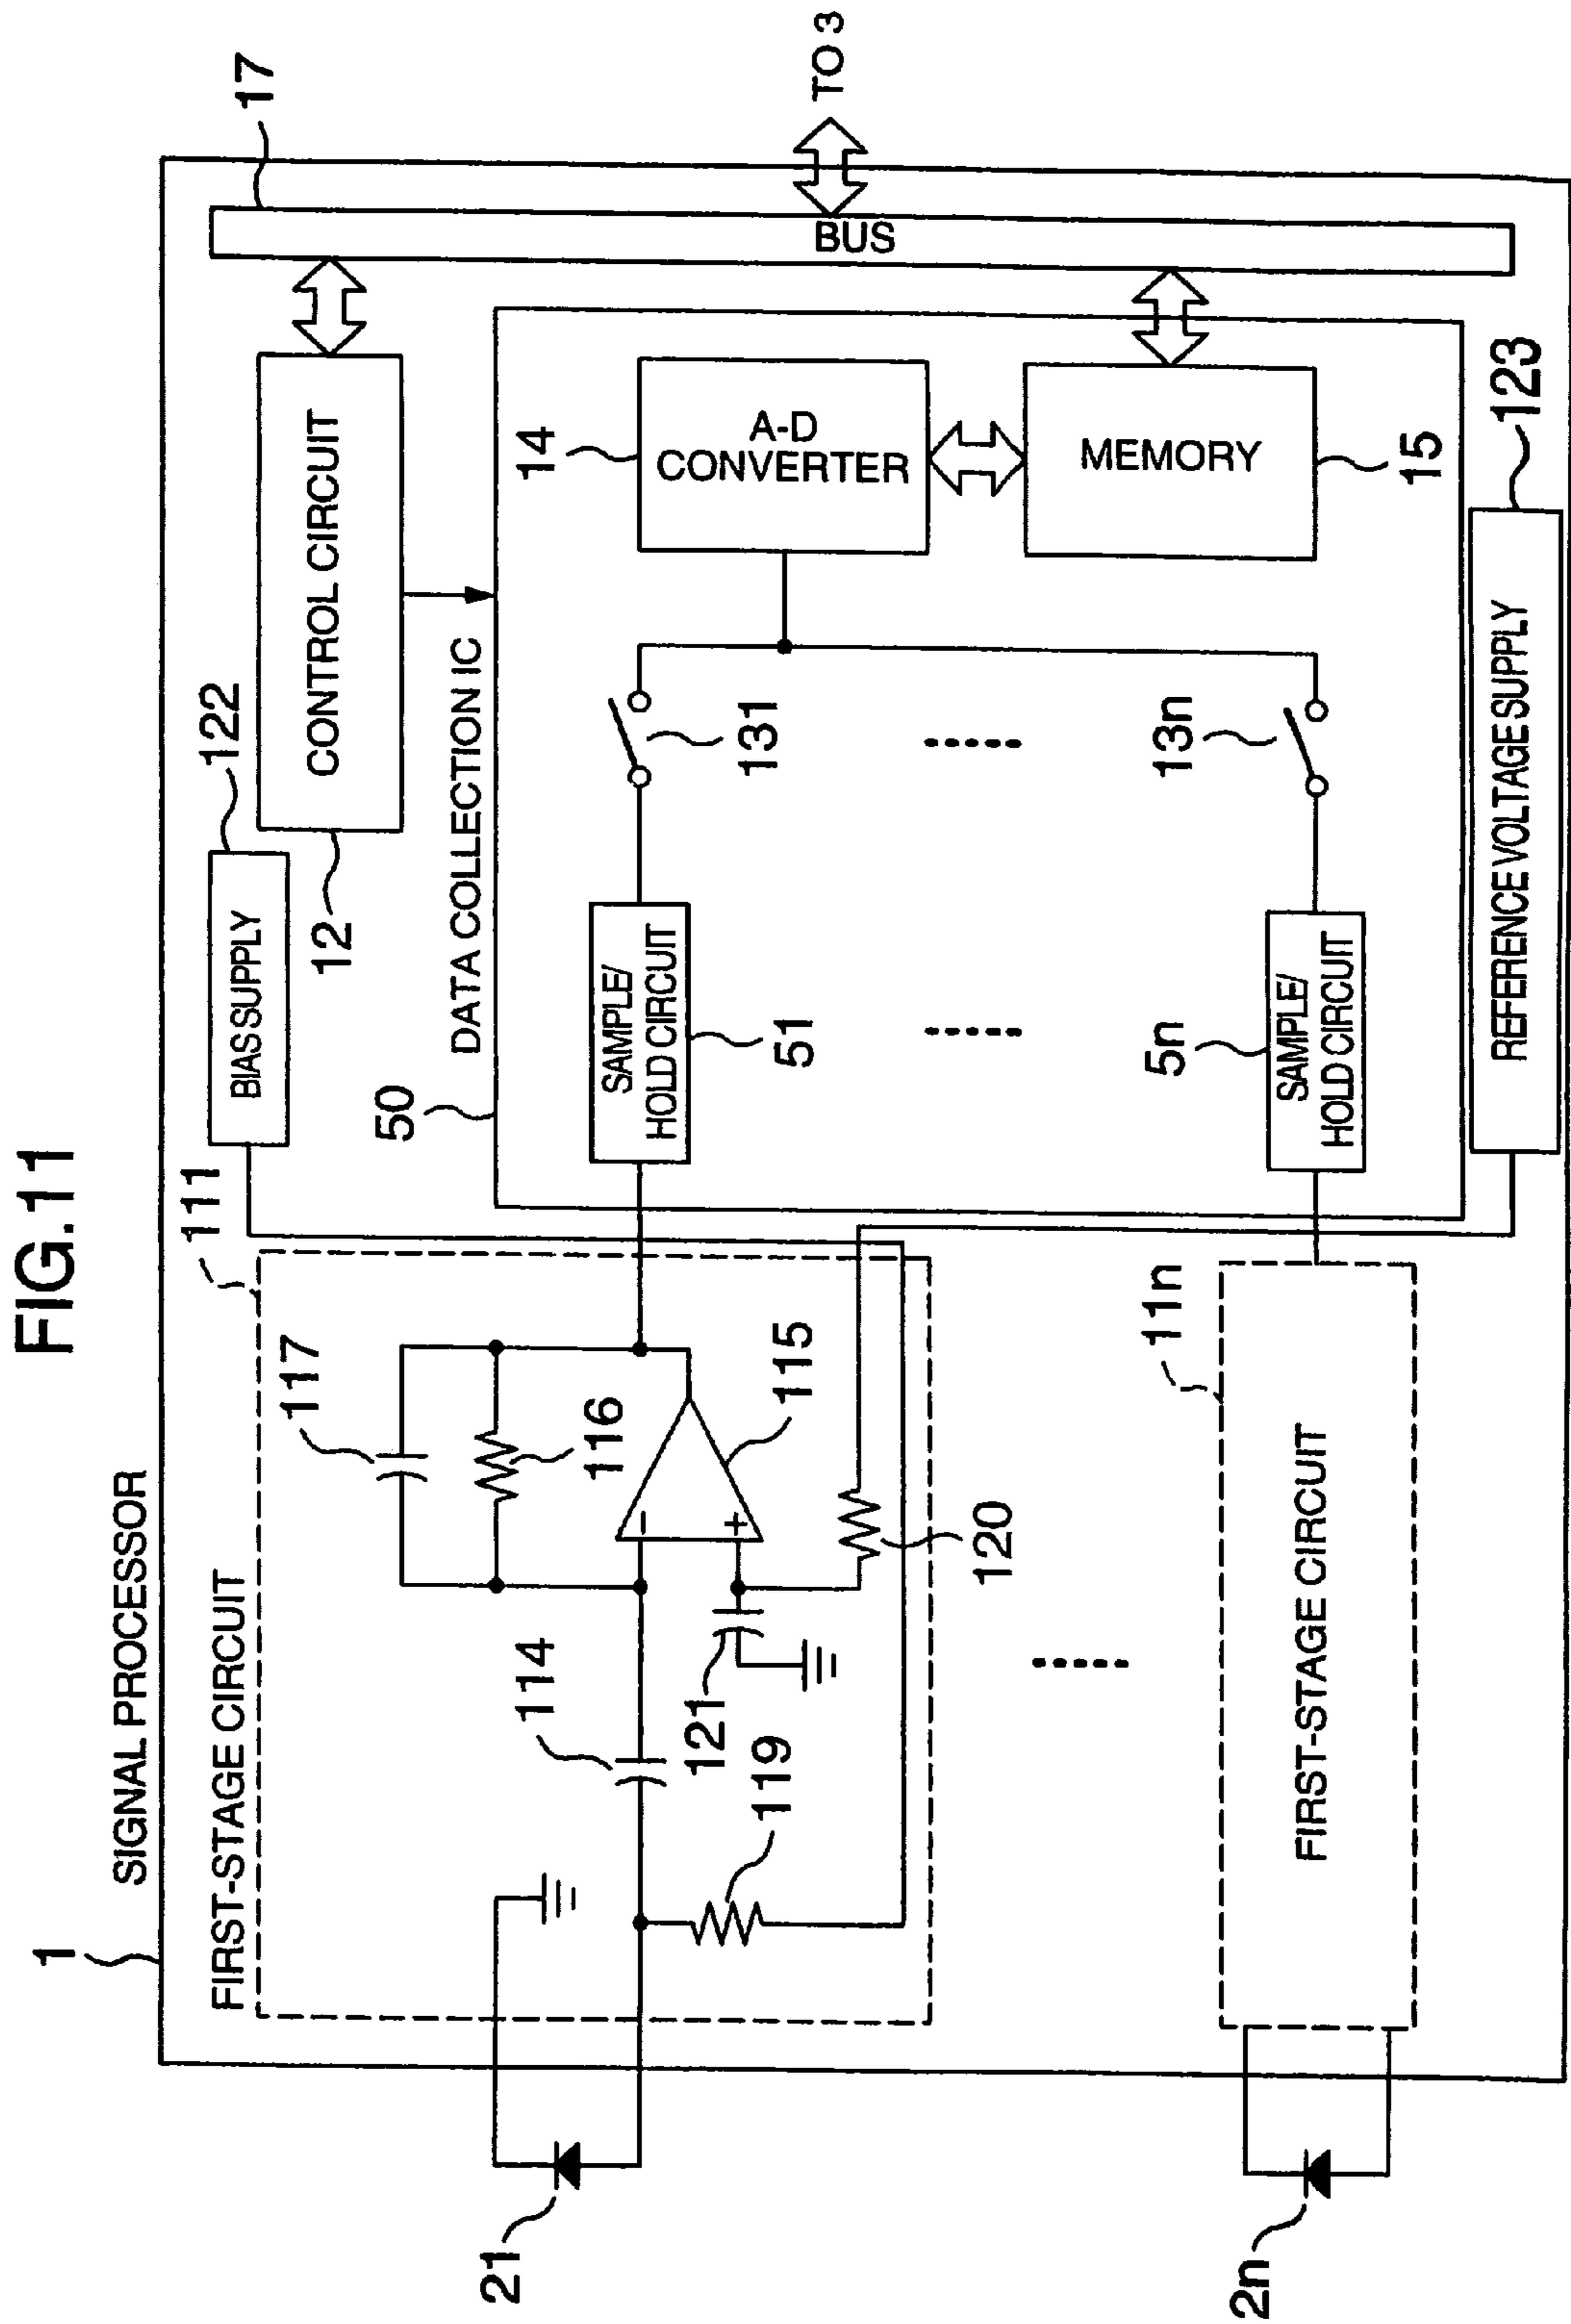 FIG.11
1
SIGNAL PROCESSOR
FIRST-STAGE CIRCUIT
111
BIAS SUPPLY
122
CONTROL CIRCUIT
12
17
BUS
TO 3
50
DATA COLLECTION IC
117
116
115
114
121
119
120
21
SAMPLE/
HOLD CIRCUIT
51
131
14
A-D
CONVERTER
MEMORY
15
13n
5n
SAMPLE/
HOLD CIRCUIT
11n
FIRST-STAGE CIRCUIT
2n
REFERENCE VOLTAGE SUPPLY
123